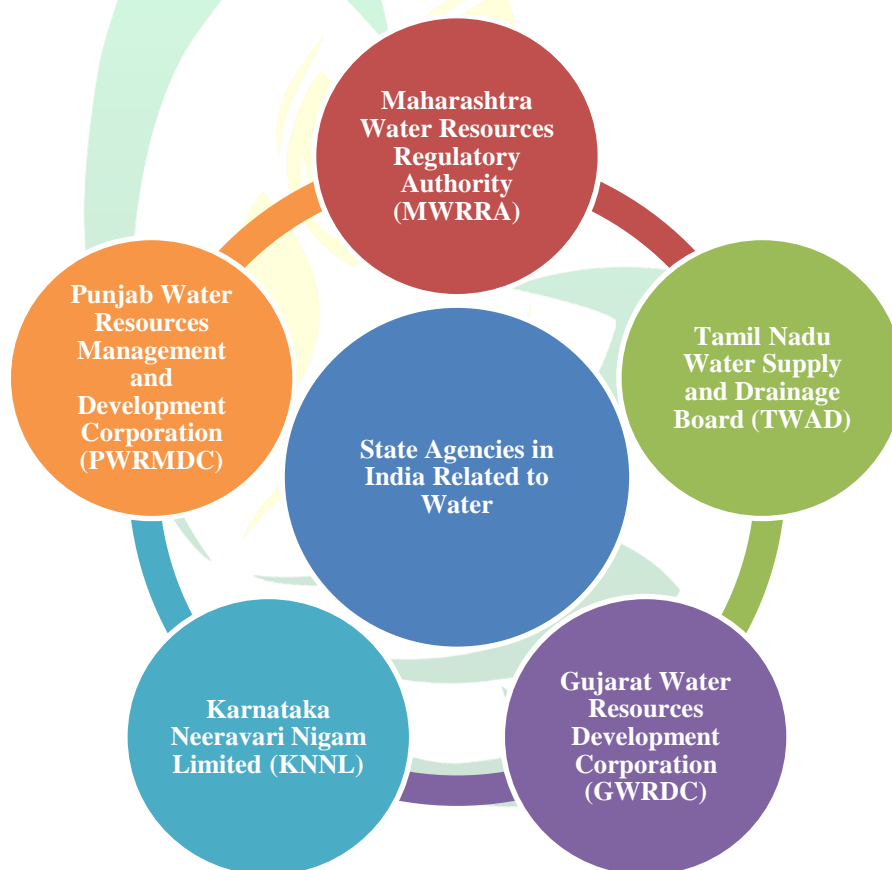 Maharashtra
Water Resources
Regulatory
Authority
(MWRRA)
Tamil Nadu
Water Supply
and Drainage
Board (TWAD)
Gujarat Water
Resources
Development
Corporation
(GWRDC)
Karnataka
Neeravari Nigam
Limited (KNNL)
Punjab Water
Resources
Management
and
Development
Corporation
(PWRMDC)
State Agencies in
India Related to
Water